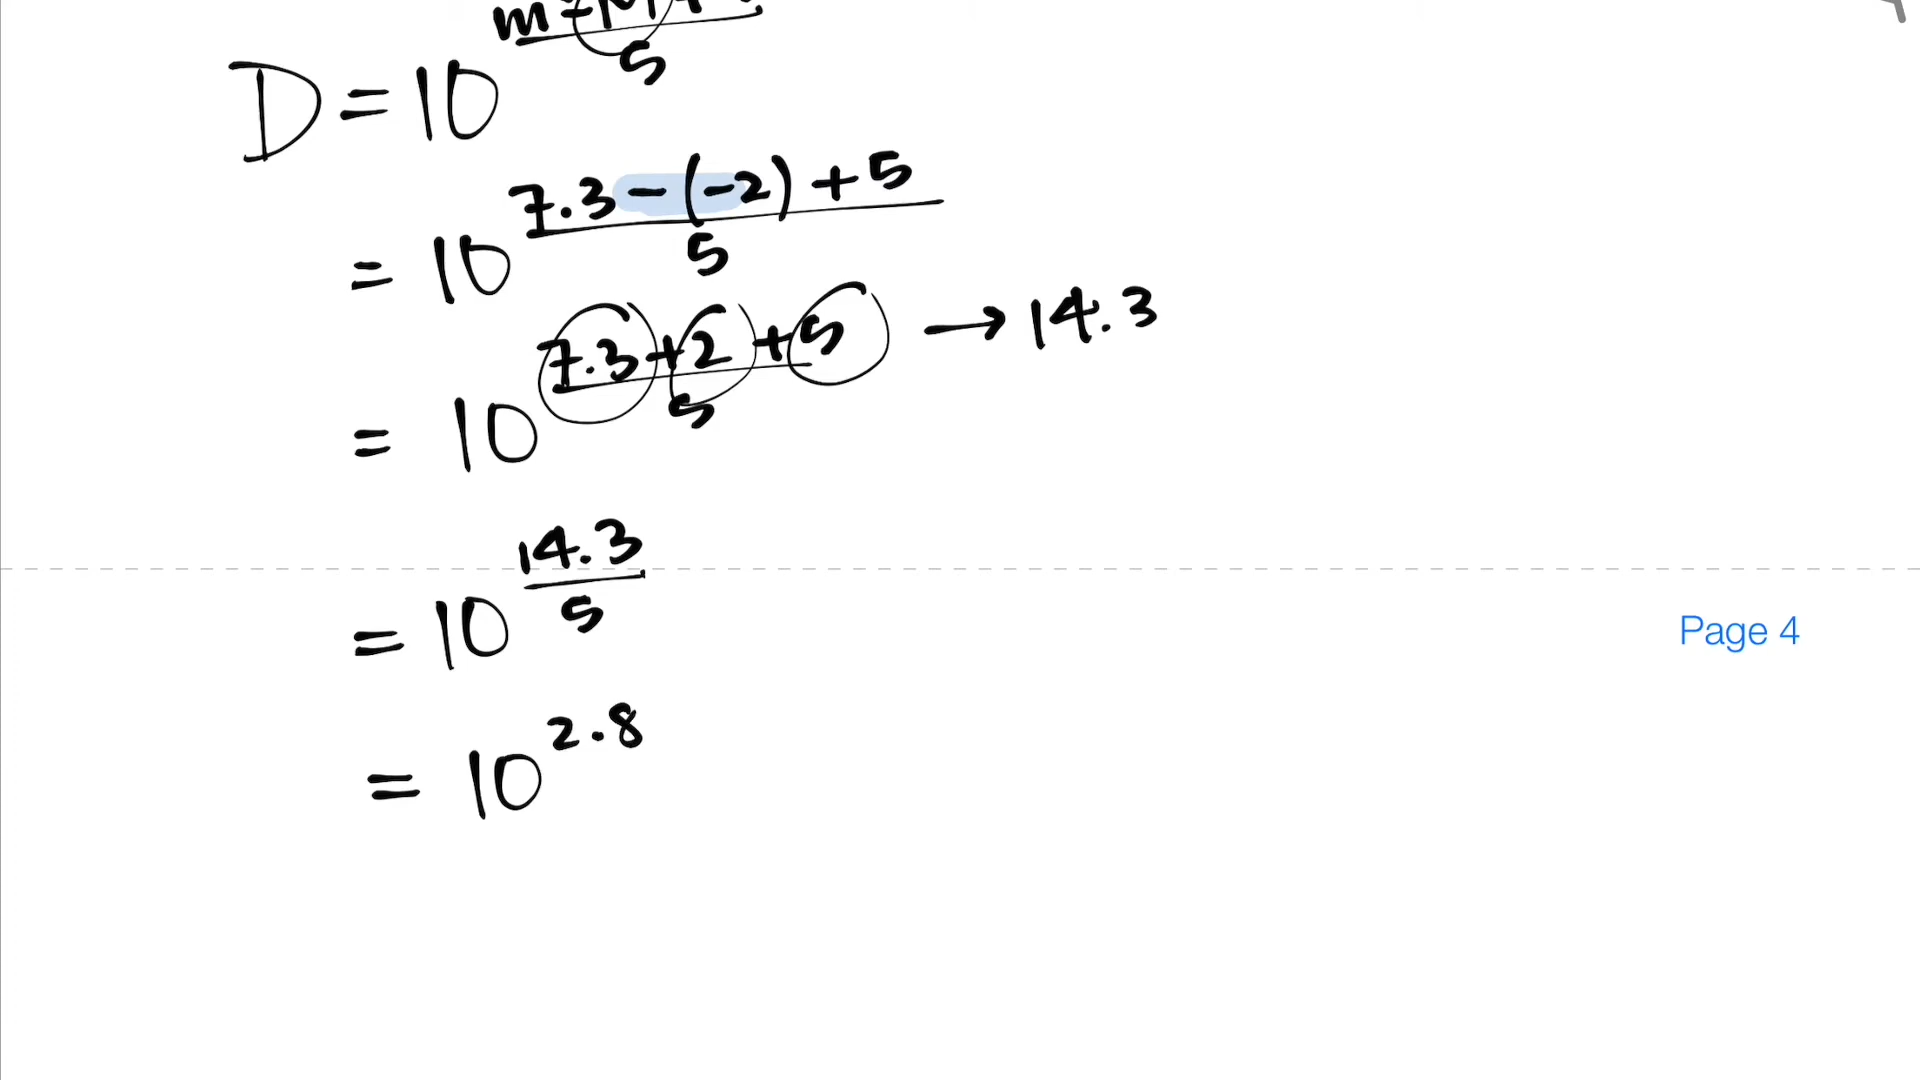 m - M +
5
D = 10
7.3 - (-2) + 5
5
= 10
7.3 + 2 + 5 → 14.3
5
= 10
14.3
5
= 10
Page 4
2.8
= 10